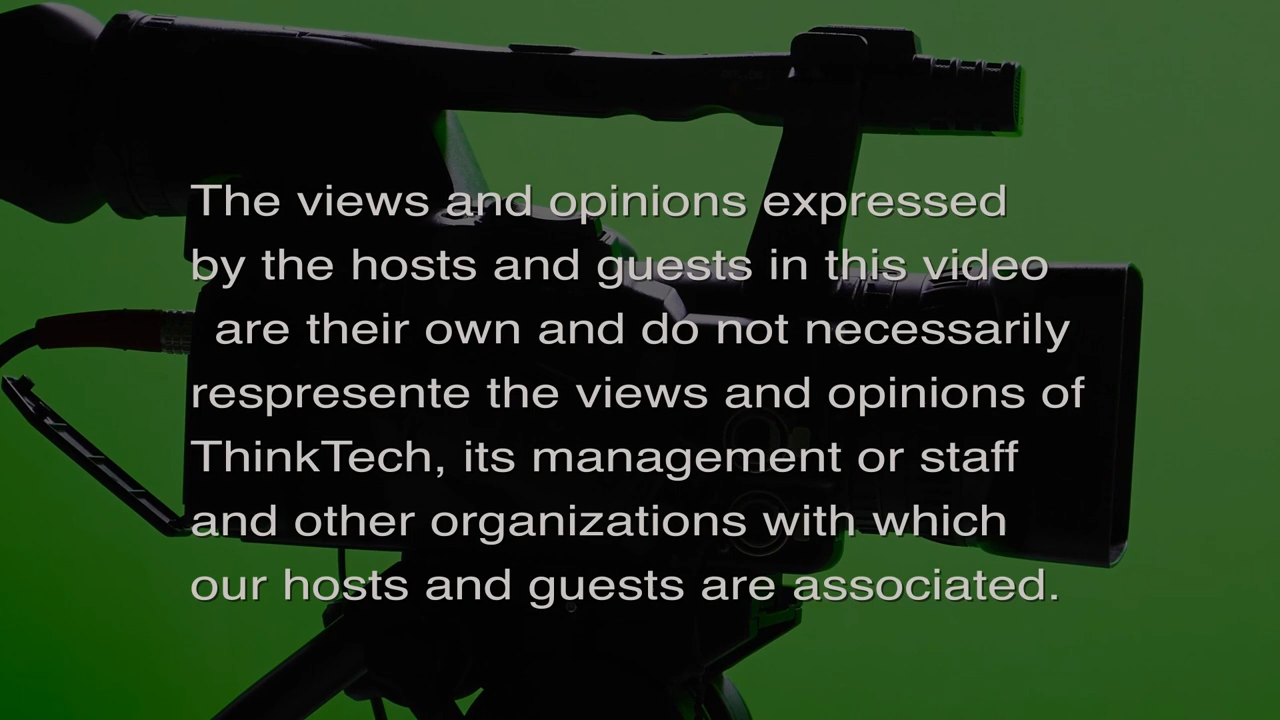 The views and opinions expressed
by the hosts and guests in this video
are their own and do not necessarily
respresente the views and opinions of
ThinkTech, its management or staff
and other organizations with which
our hosts and guests are associated.